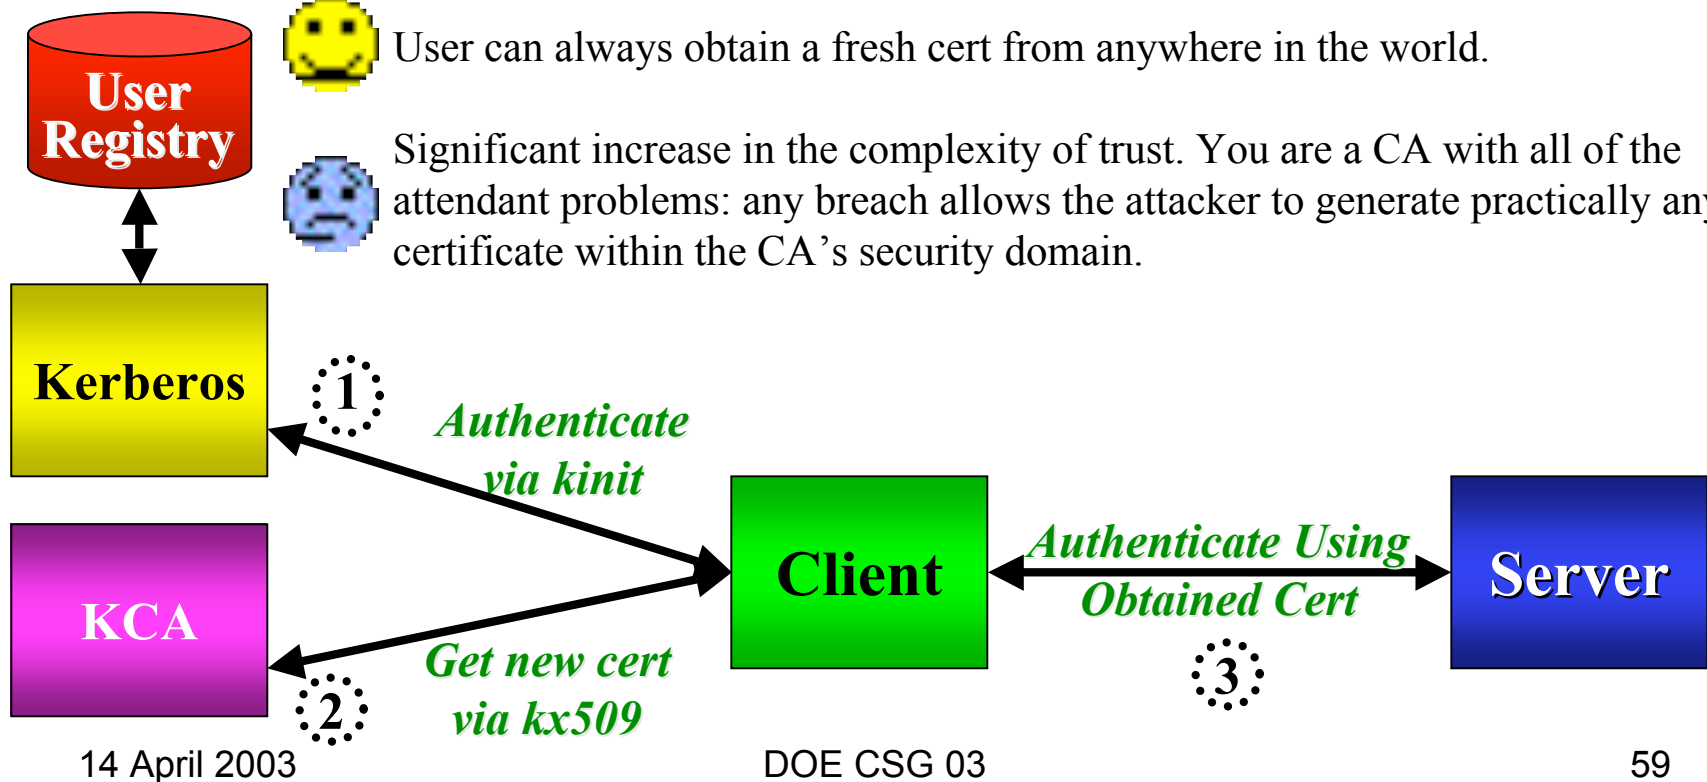 User
Registry
User can always obtain a fresh cert from anywhere in the world.
Significant increase in the complexity of trust. You are a CA with all of the
attendant problems: any breach allows the attacker to generate practically any
certificate within the CA’s security domain.
Kerberos
1
Authenticate
via kinit
KCA
2
Get new cert
via kx509
Client
Authenticate Using
Obtained Cert
3
Server
14 April 2003
DOE CSG 03
59